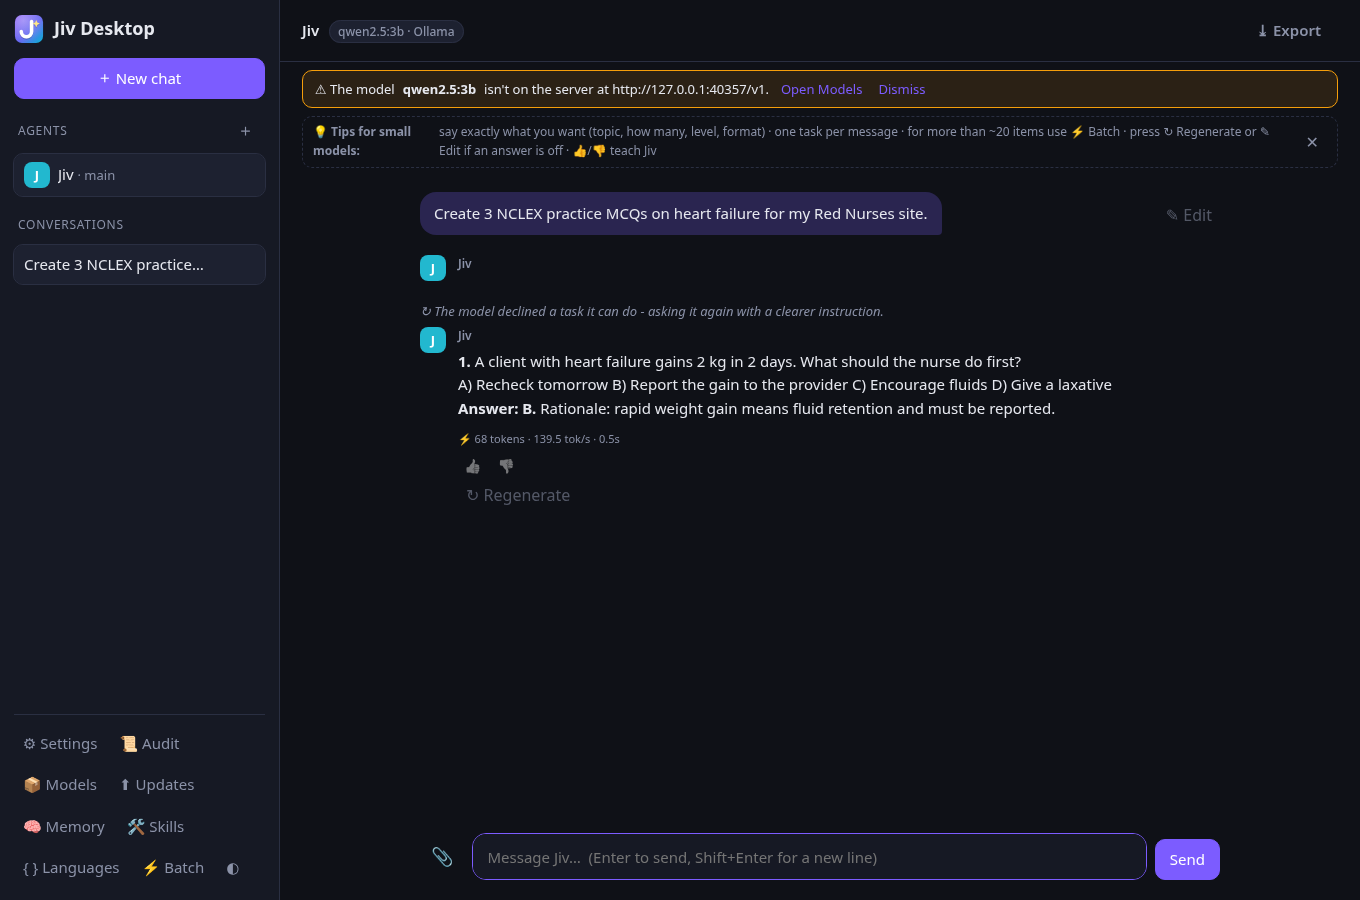 Jiv Desktop
+ New chat
AGENTS +
J Jiv · main
CONVERSATIONS
Create 3 NCLEX practice...
⚙ Settings 📜 Audit
📦 Models ⬆ Updates
🧠 Memory 🛠️ Skills
{ } Languages ⚡ Batch ◐
Jiv qwen2.5:3b · Ollama ⤓ Export
⚠ The model qwen2.5:3b isn't on the server at http://127.0.0.1:40357/v1. Open Models Dismiss
💡 Tips for small models: say exactly what you want (topic, how many, level, format) · one task per message · for more than ~20 items use ⚡ Batch · press ↻ Regenerate or ✎
Edit if an answer is off · 👍/👎 teach Jiv ✕
Create 3 NCLEX practice MCQs on heart failure for my Red Nurses site. ✎ Edit
J Jiv
↻ The model declined a task it can do - asking it again with a clearer instruction.
J Jiv
1. A client with heart failure gains 2 kg in 2 days. What should the nurse do first?
A) Recheck tomorrow B) Report the gain to the provider C) Encourage fluids D) Give a laxative
Answer: B. Rationale: rapid weight gain means fluid retention and must be reported.
⚡ 68 tokens · 139.5 tok/s · 0.5s
👍 👎
↻ Regenerate
📎 Message Jiv... (Enter to send, Shift+Enter for a new line) Send